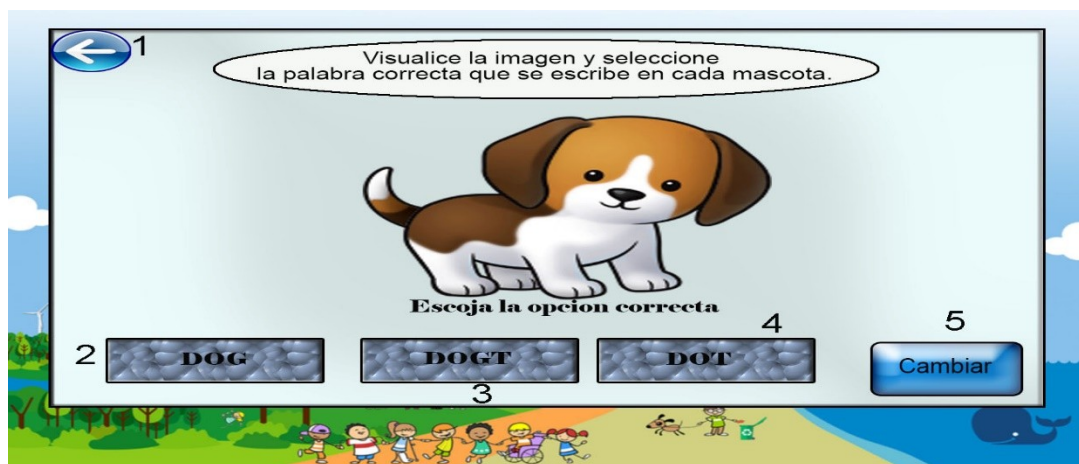 1
Visualice la imagen y seleccione
la palabra correcta que se escribe en cada mascota.
Escoja la opcion correcta
4
5
2
DOG
DOGT
DOT
Cambiar
3